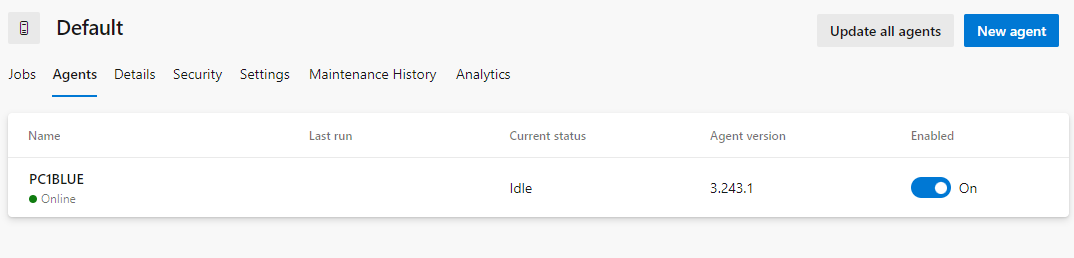 Default
Update all agents
New agent
Jobs Agents Details Security Settings Maintenance History Analytics
Name Last run Current status Agent version Enabled
PC1BLUE
Online
Idle
3.243.1
On